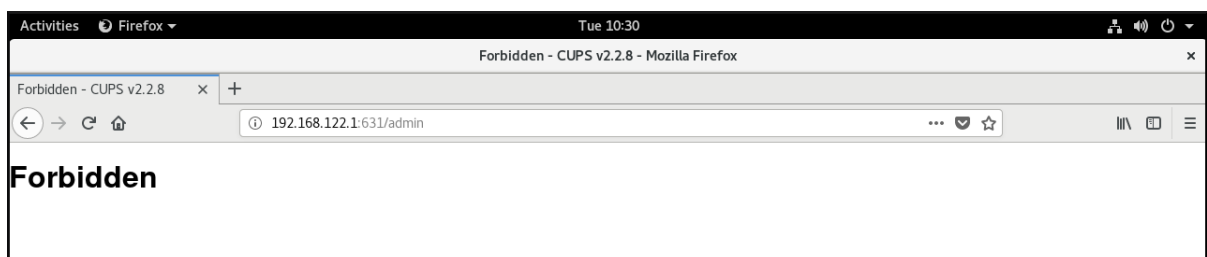 Activities Firefox Tue 10:30
Forbidden - CUPS v2.2.8 - Mozilla Firefox ×
Forbidden - CUPS v2.2.8 × +
192.168.122.1:631/admin
Forbidden